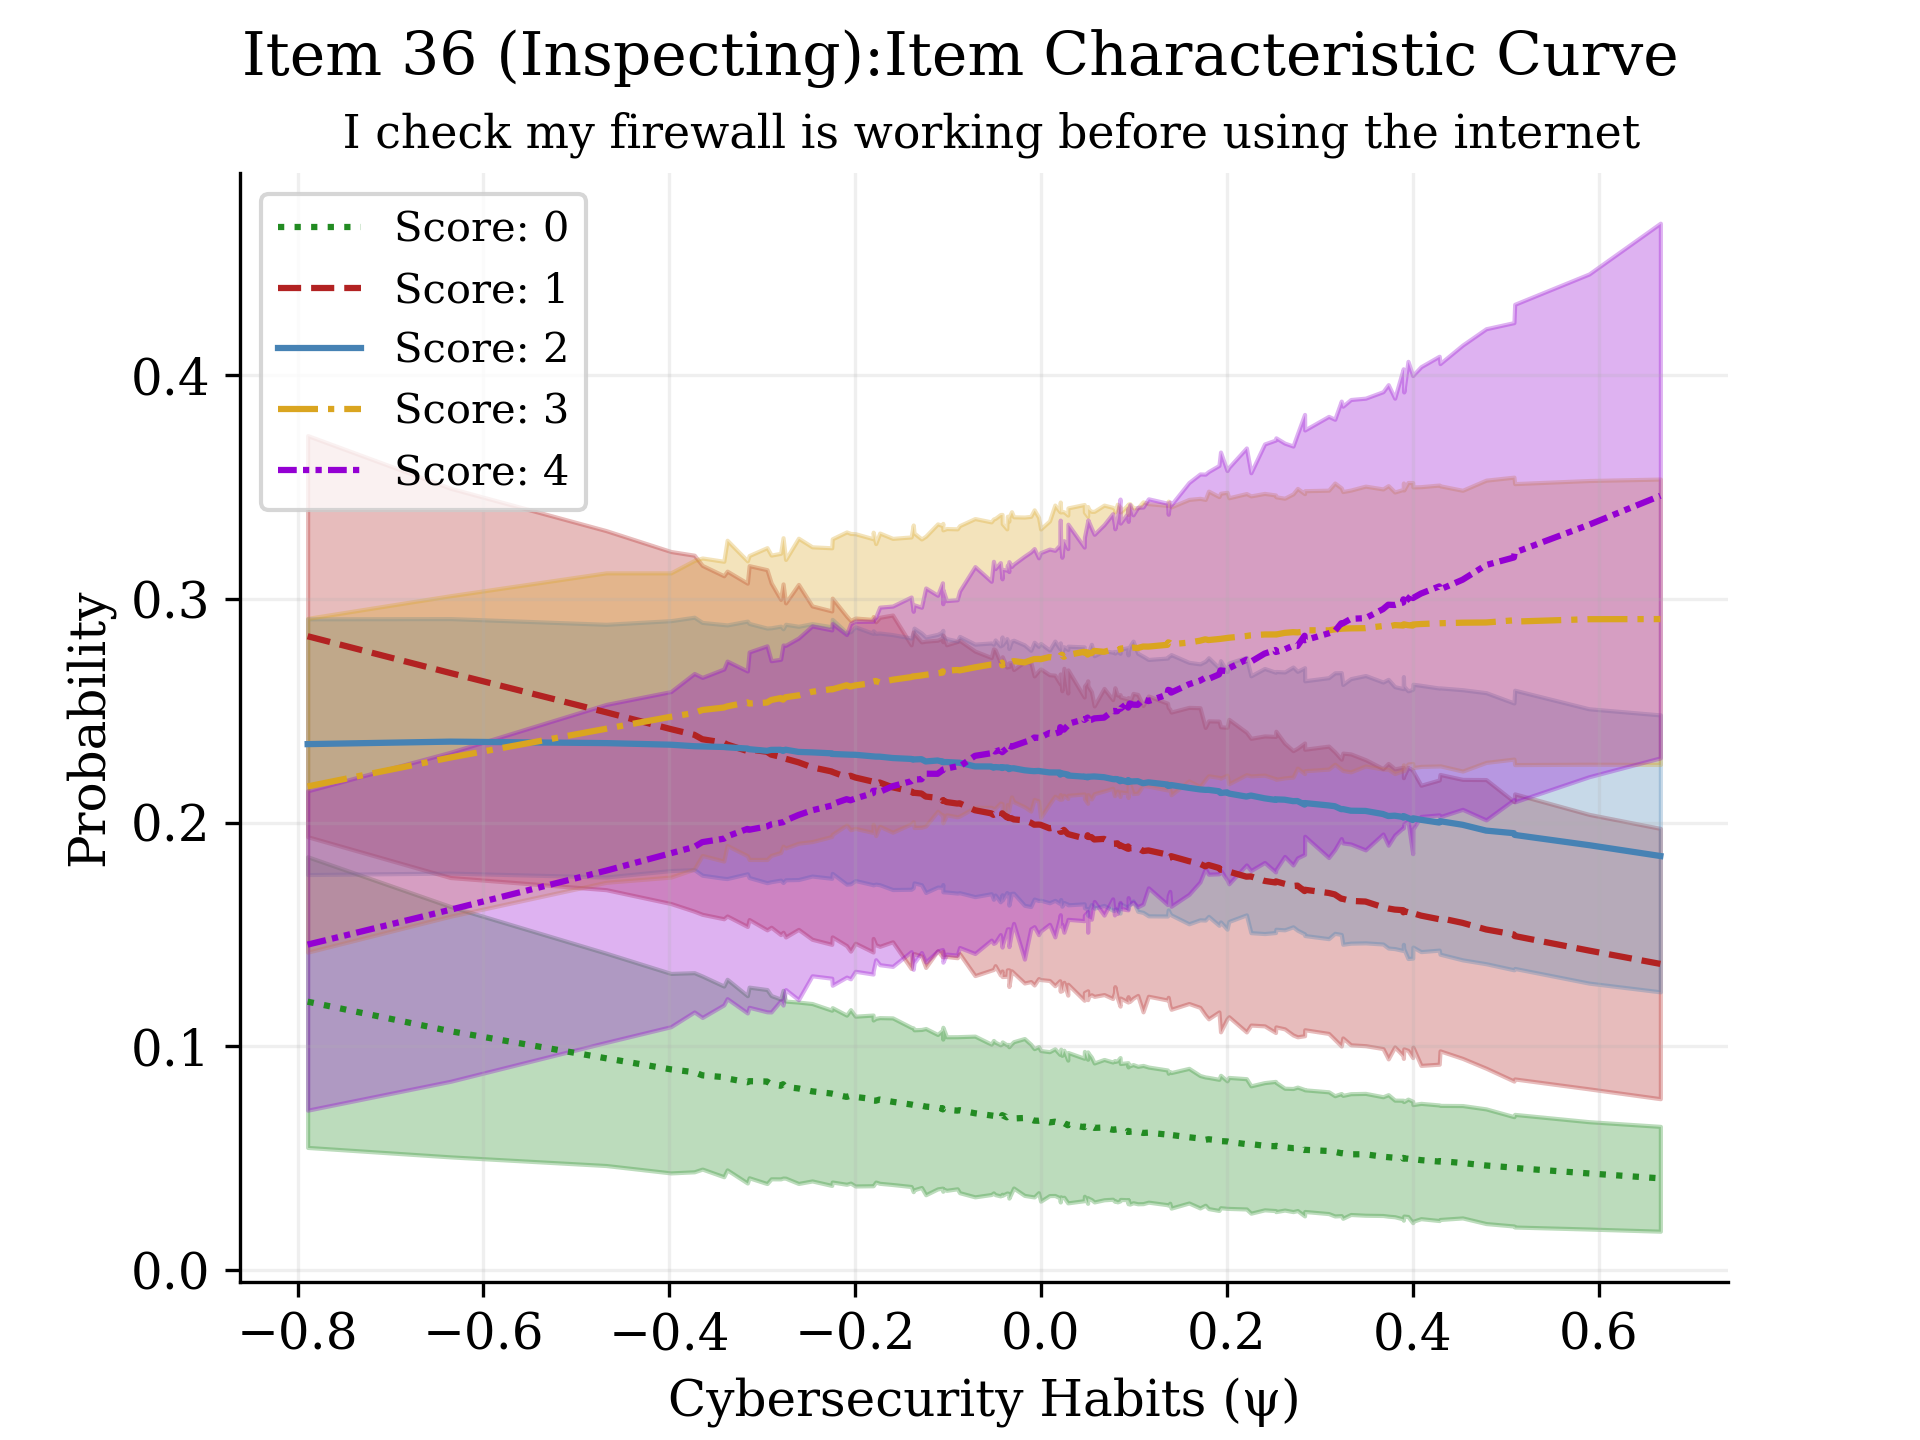 Item 36 (Inspecting):Item Characteristic Curve
I check my firewall is working before using the internet
Score: 0
Score: 1
Score: 2
Score: 3
Score: 4
Probability
0.4
0.3
0.2
0.1
0.0
−0.8 −0.6 −0.4 −0.2 0.0 0.2 0.4 0.6
Cybersecurity Habits (ψ)